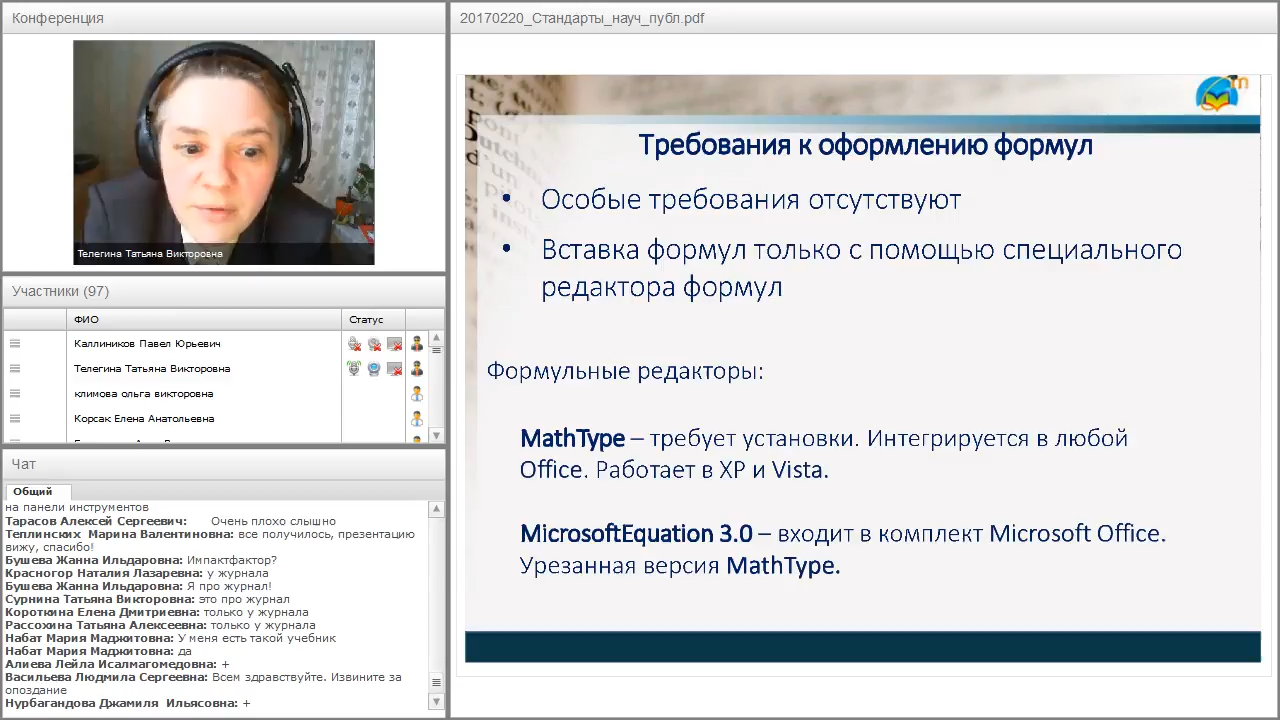 Конференция
Телегина Татьяна Викторовна
Участники (97)
ФИО Статус
Каллиников Павел Юрьевич
Телегина Татьяна Викторовна
климова ольга викторовна
Корсак Елена Анатольевна
Чат
Общий
на панели инструментов
Тарасов Алексей Сергеевич: Очень плохо слышно
Теплинских Марина Валентиновна: все получилось, презентацию
вижу, спасибо!
Бушева Жанна Ильдаровна: Импактфактор?
Красногор Наталия Лазаревна: у журнала
Бушева Жанна Ильдаровна: Я про журнал!
Сурнина Татьяна Викторовна: это про журнал
Короткина Елена Дмитриевна: только у журнала
Рассохина Татьяна Алексеевна: только у журнала
Набат Мария Маджитовна: У меня есть такой учебник
Набат Мария Маджитовна: да
Алиева Лейла Исалмагомедовна: +
Васильева Людмила Сергеевна: Всем здравствуйте. Извините за
опоздание
Нурбагандова Джамиля Ильясовна: +
20170220_Стандарты_науч_публ.pdf
Требования к оформлению формул
• Особые требования отсутствуют
• Вставка формул только с помощью специального
редактора формул
Формульные редакторы:
MathType – требует установки. Интегрируется в любой
Office. Работает в XP и Vista.
MicrosoftEquation 3.0 – входит в комплект Microsoft Office.
Урезанная версия MathType.